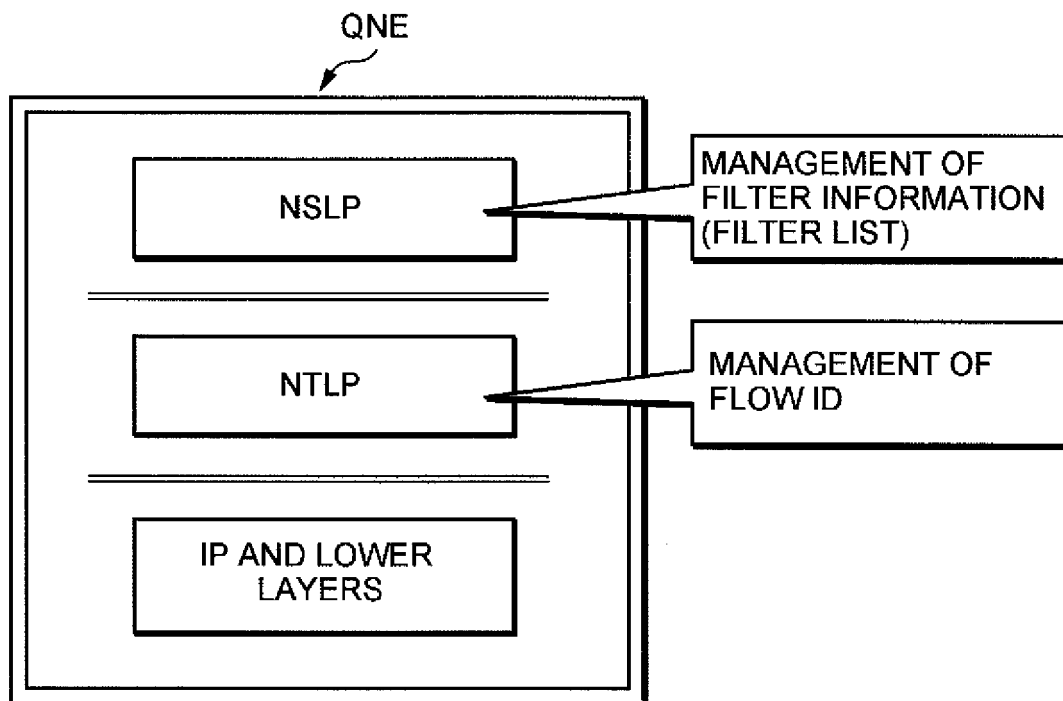 QNE
NSLP
MANAGEMENT OF
FILTER INFORMATION
(FILTER LIST)
NTLP
MANAGEMENT OF
FLOW ID
IP AND LOWER
LAYERS